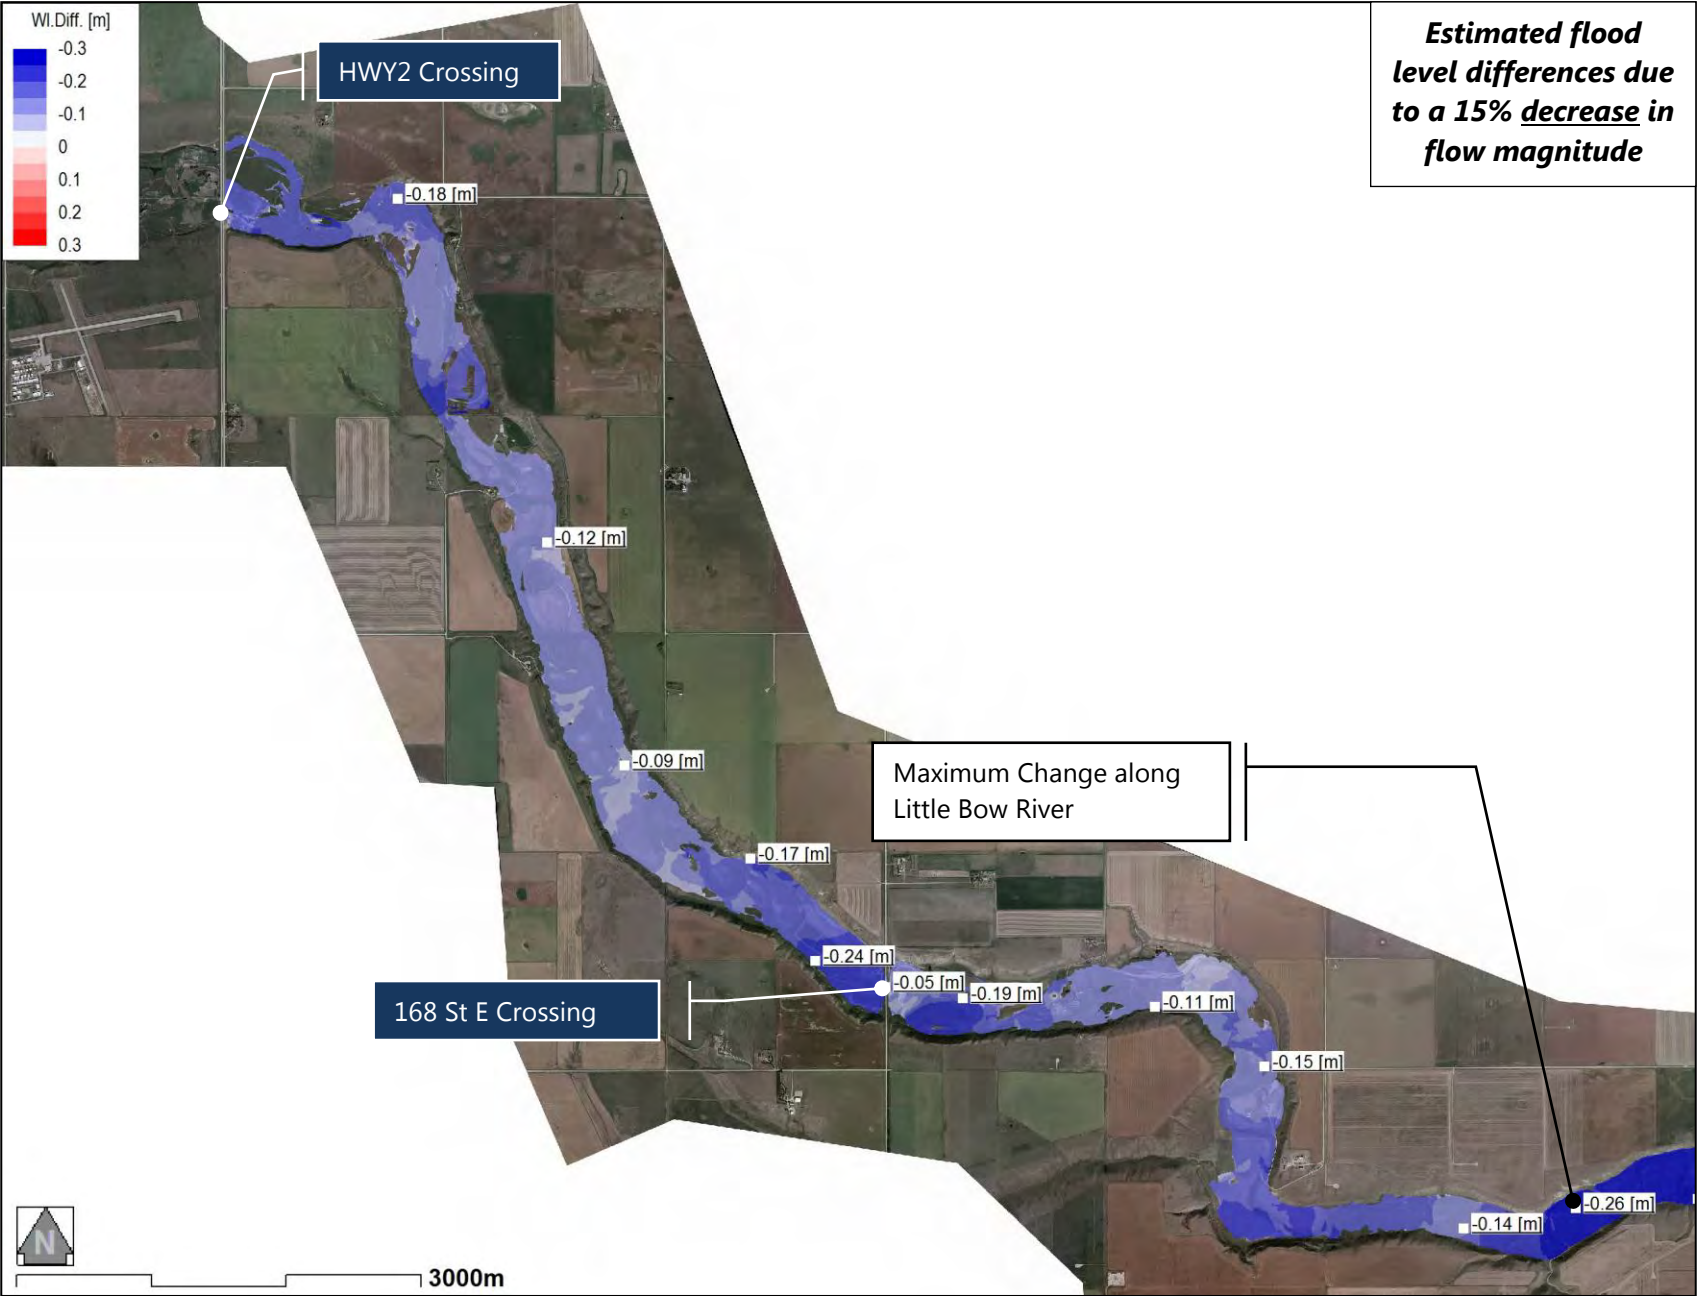 Wl.Diff. [m]
-0.3
-0.2
-0.1
0
0.1
0.2
0.3
HWY2 Crossing
Estimated flood
level differences due
to a 15% decrease in
flow magnitude
-0.18 [m]
-0.12 [m]
-0.09 [m]
Maximum Change along
Little Bow River
-0.17 [m]
-0.24 [m]
-0.05 [m]
-0.19 [m]
-0.11 [m]
168 St E Crossing
-0.15 [m]
-0.26 [m]
-0.14 [m]
N
3000m